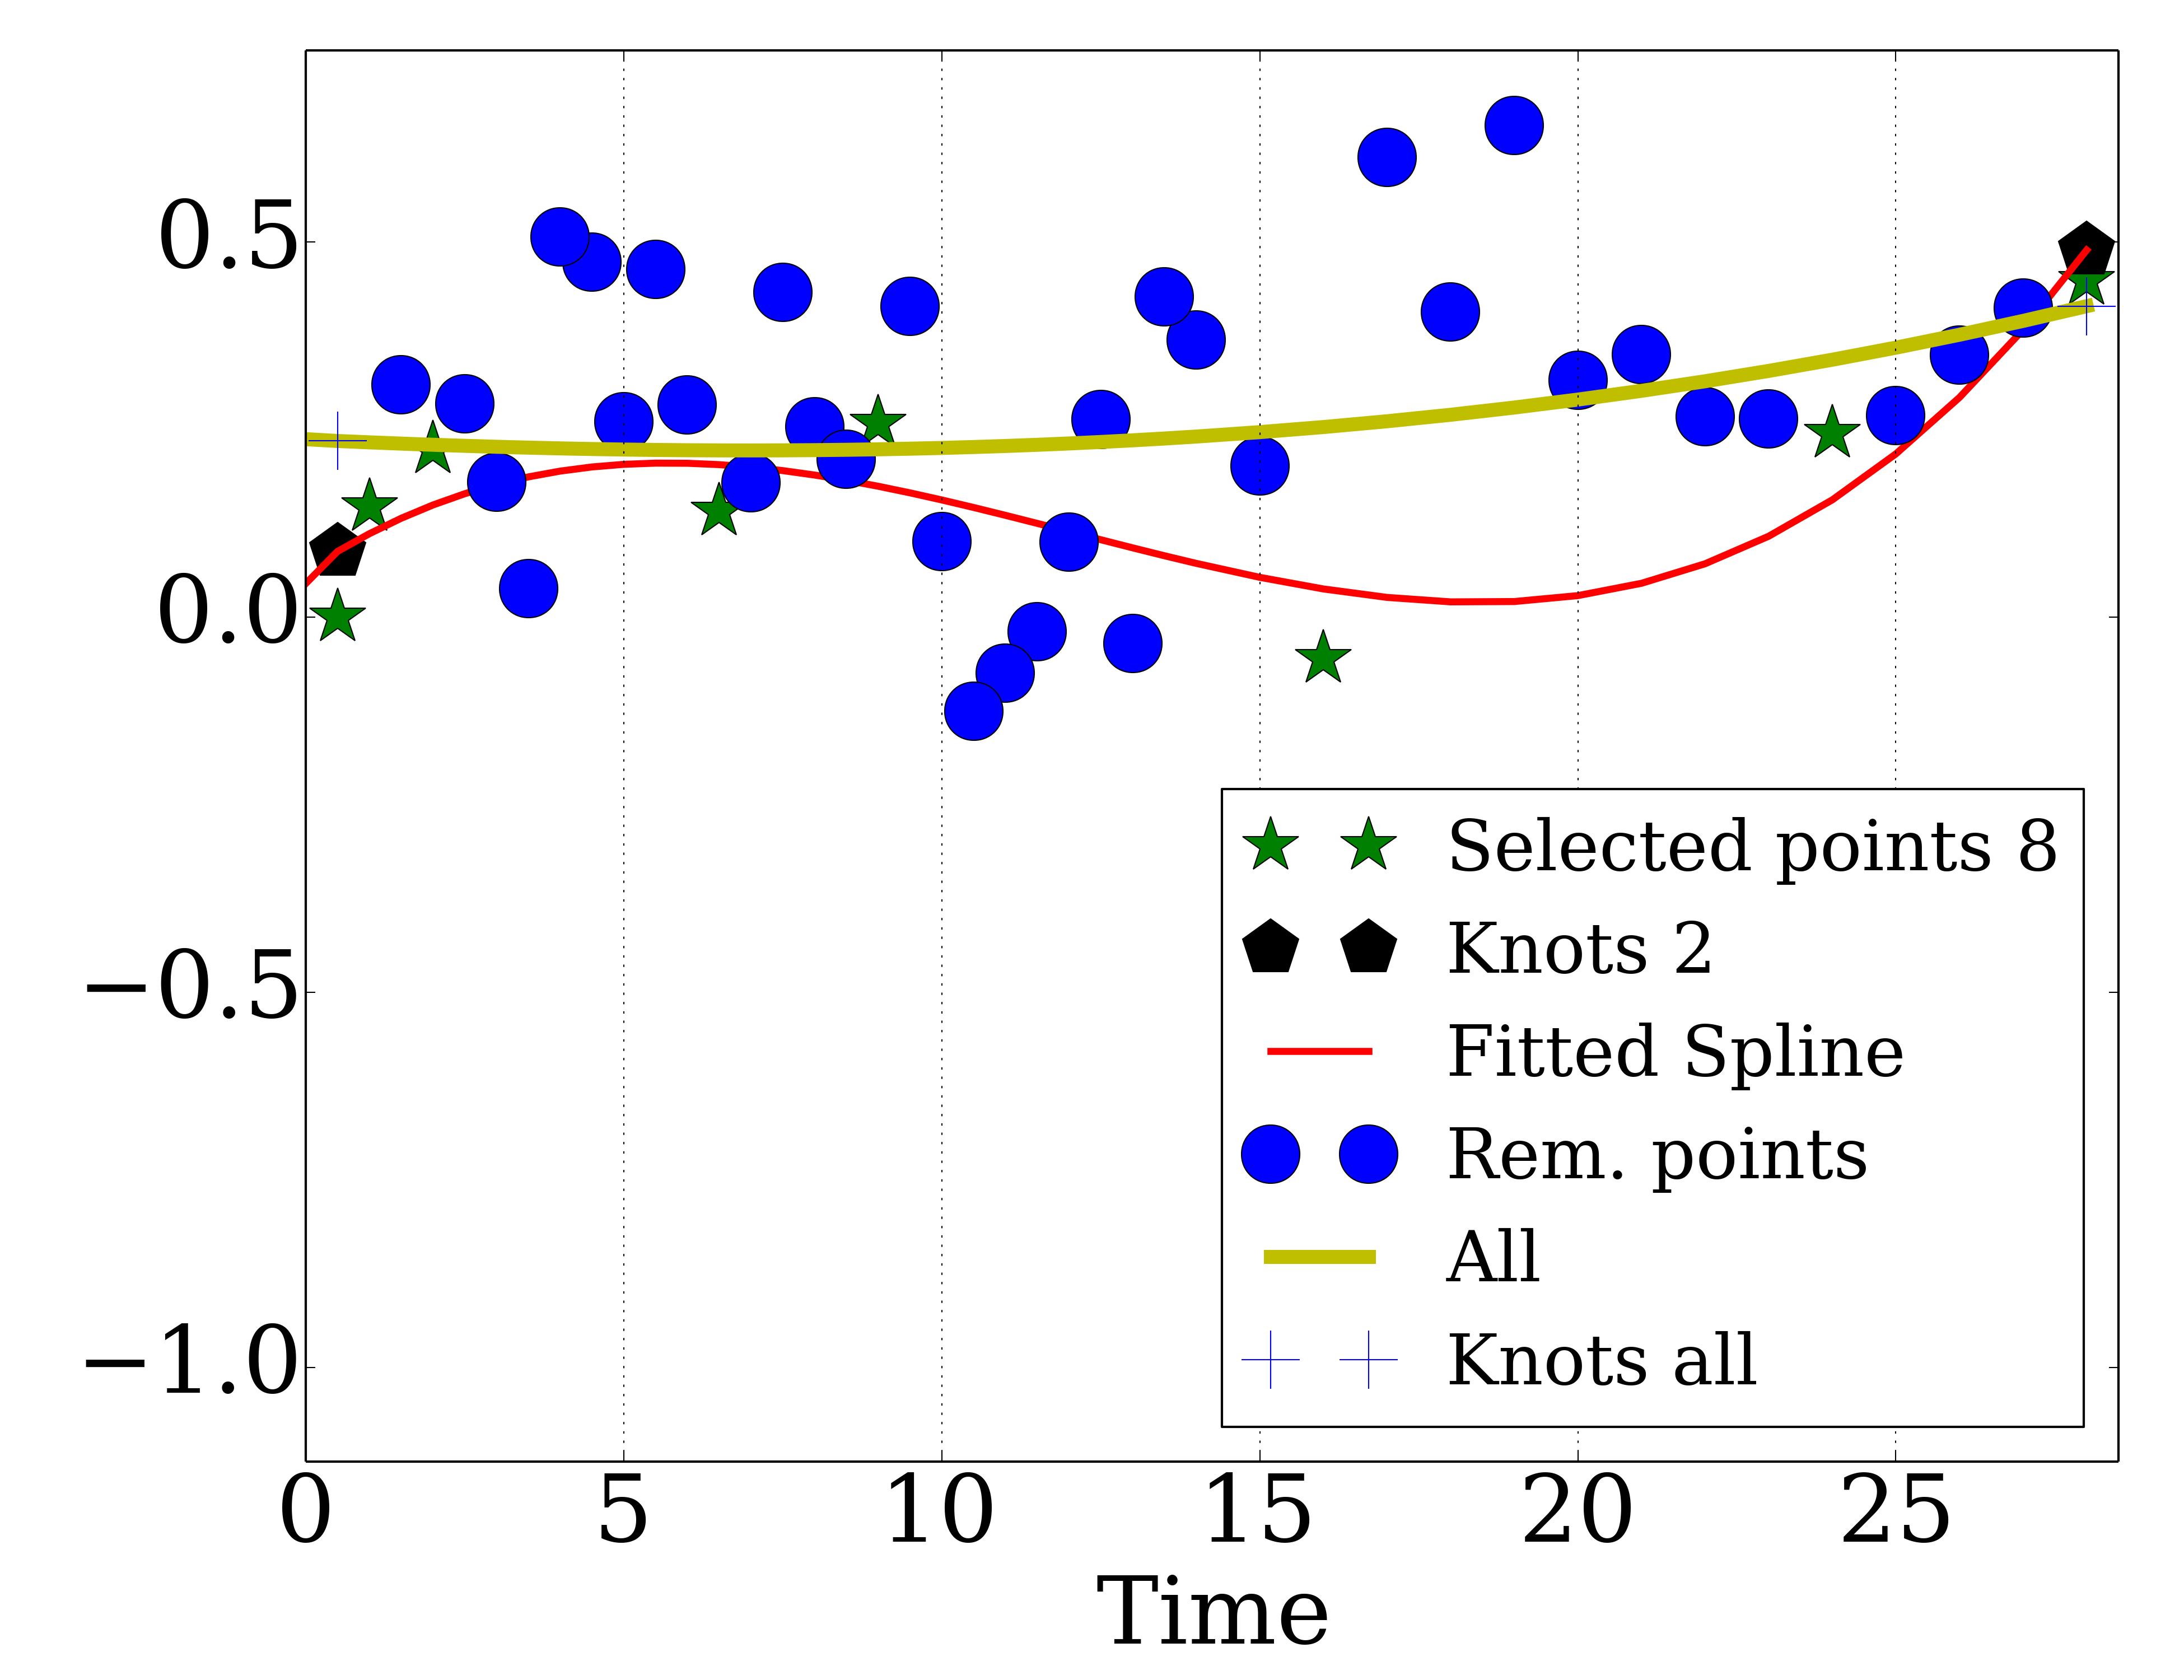 0.5
0.0
−0.5
−1.0
Selected points 8
Knots 2
Fitted Spline
Rem. points
All
Knots all
0 5 10 15 20 25
Time